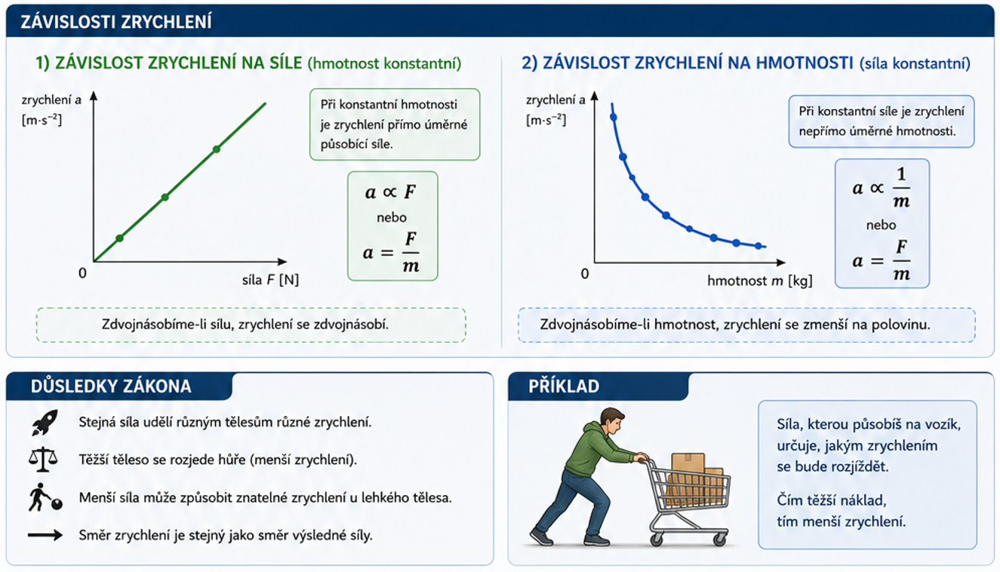 ZÁVISLOSTI ZRYCHLENÍ
1) ZÁVISLOST ZRYCHLENÍ NA SÍLE (hmotnost konstantní)
zrychlení a
[m·s⁻²]
0
síla F [N]
Při konstantní hmotnosti
je zrychlení přímo úměrné
působící síle.
a ∝ F
nebo
a = F/m
Zdvojnásobíme-li sílu, zrychlení se zdvojnásobí.
2) ZÁVISLOST ZRYCHLENÍ NA HMOTNOSTI (síla konstantní)
zrychlení a
[m·s⁻²]
0
hmotnost m [kg]
Při konstantní síle je zrychlení
nepřímo úměrné hmotnosti.
a ∝ 1/m
nebo
a = F/m
Zdvojnásobíme-li hmotnost, zrychlení se zmenší na polovinu.
DŮSLEDKY ZÁKONA
Stejná síla udělí různým tělesům různé zrychlení.
Těžší těleso se rozjede hůře (menší zrychlení).
Menší síla může způsobit znatelné zrychlení u lehkého tělesa.
Směr zrychlení je stejný jako směr výsledné síly.
PŘÍKLAD
Síla, kterou působíš na vozík,
určuje, jakým zrychlením
se bude rozjíždět.
Čím těžší náklad,
tím menší zrychlení.